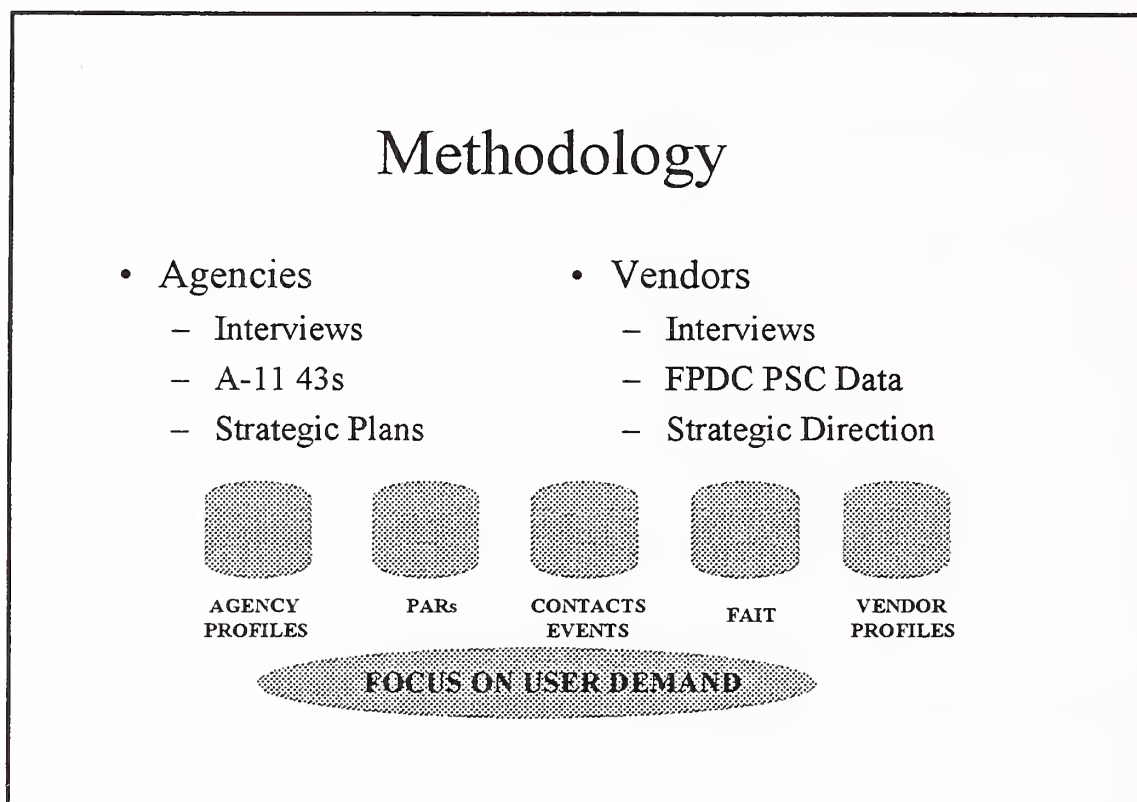 Methodology
• Agencies
– Interviews
– A-11 43s
– Strategic Plans
• Vendors
– Interviews
– FPDC PSC Data
– Strategic Direction
AGENCY
PROFILES
PARs
CONTACTS
EVENTS
FAIT
VENDOR
PROFILES
FOCUS ON USER DEMAND